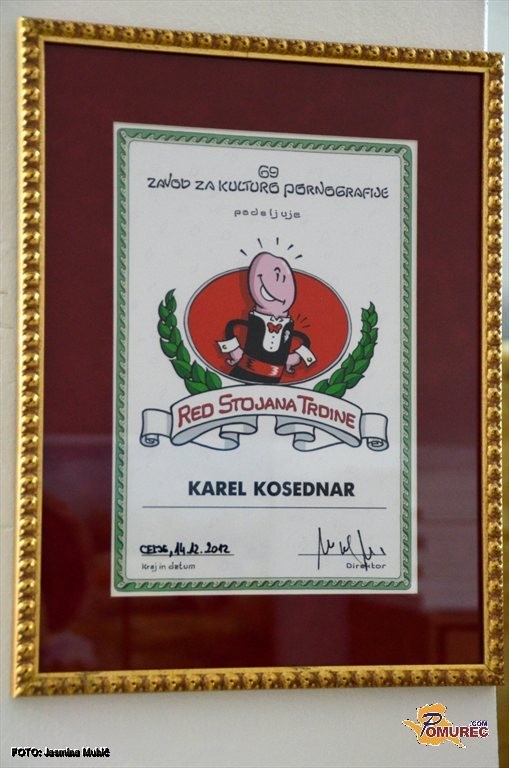 69
ZAVOD ZA KULTURO PORNOGRAFIJE
podeljuje
RED STOJANA TRDINE
KAREL KOSEDNAR
CELJE, 14.12.2012
Kraj in datum
Direktor
FOTO: Jasmina Muhič
POMUREC
.COM